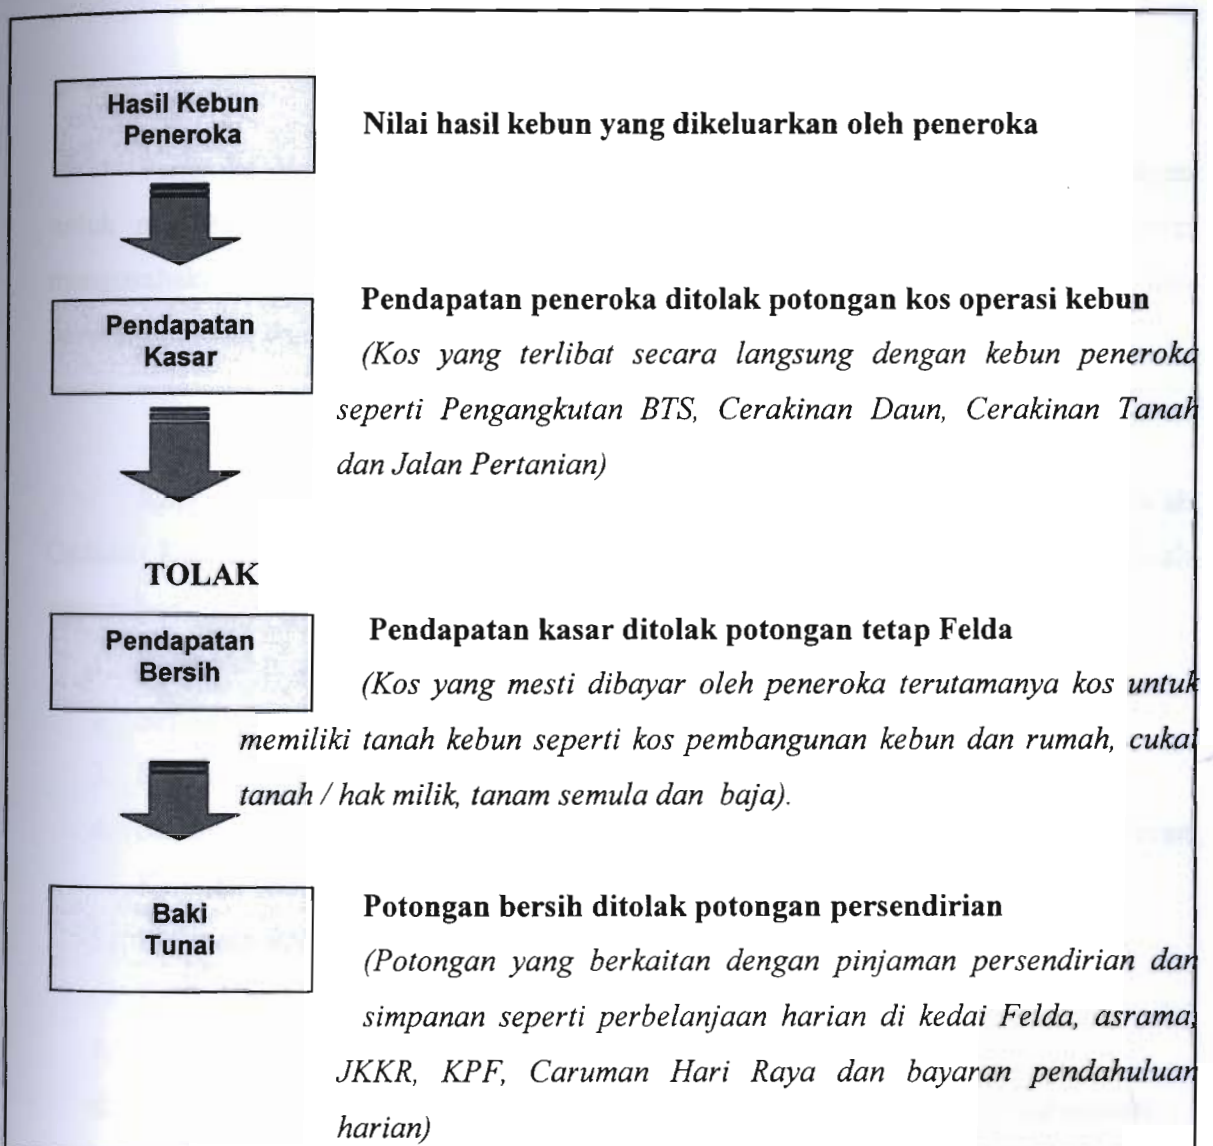 Hasil Kebun
Peneroka
Nilai hasil kebun yang dikeluarkan oleh peneroka
Pendapatan
Kasar
Pendapatan peneroka ditolak potongan kos operasi kebun
(Kos yang terlibat secara langsung dengan kebun peneroka
seperti Pengangkutan BTS, Cerakinan Daun, Cerakinan Tanah
dan Jalan Pertanian)
TOLAK
Pendapatan
Bersih
Pendapatan kasar ditolak potongan tetap Felda
(Kos yang mesti dibayar oleh peneroka terutamanya kos untuk
memiliki tanah kebun seperti kos pembangunan kebun dan rumah, cukai
tanah / hak milik, tanam semula dan baja).
Baki
Tunai
Potongan bersih ditolak potongan persendirian
(Potongan yang berkaitan dengan pinjaman persendirian dan
simpanan seperti perbelanjaan harian di kedai Felda, asrama,
JKKR, KPF, Caruman Hari Raya dan bayaran pendahuluan
harian)